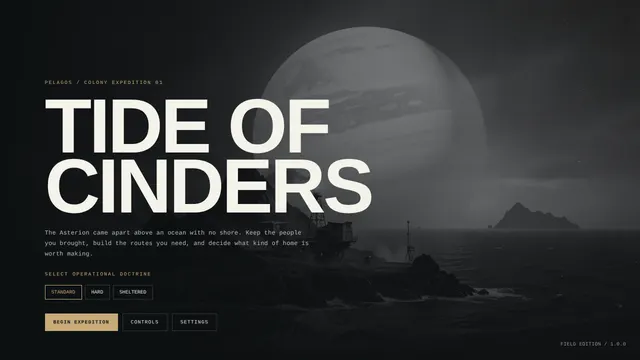 PELAGOS / COLONY EXPEDITION 01
TIDE OF
CINDERS
The Asterion came apart above an ocean with no shore. Keep the people
you brought, build the routes you need, and decide what kind of home is
worth making.
SELECT OPERATIONAL DOCTRINE
STANDARD HARD SHELTERED
BEGIN EXPEDITION CONTROLS SETTINGS
FIELD EDITION / 1.0.0